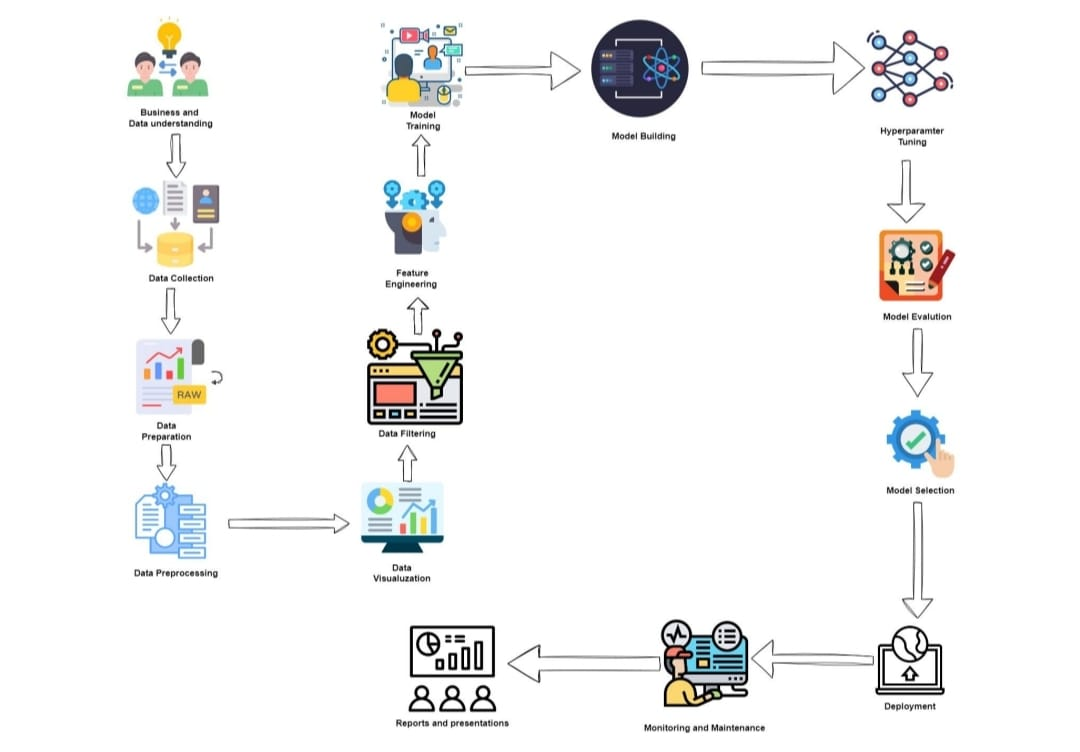 Business and
Data understanding
Data Collection
RAW
Data
Preparation
Data Preprocessing
Data
Visualuzation
Data Filtering
Feature
Engineering
Model
Training
Model Building
Hyperparamter
Tuning
Model Evalution
Model Selection
Deployment
Monitoring and Maintenance
Reports and presentations